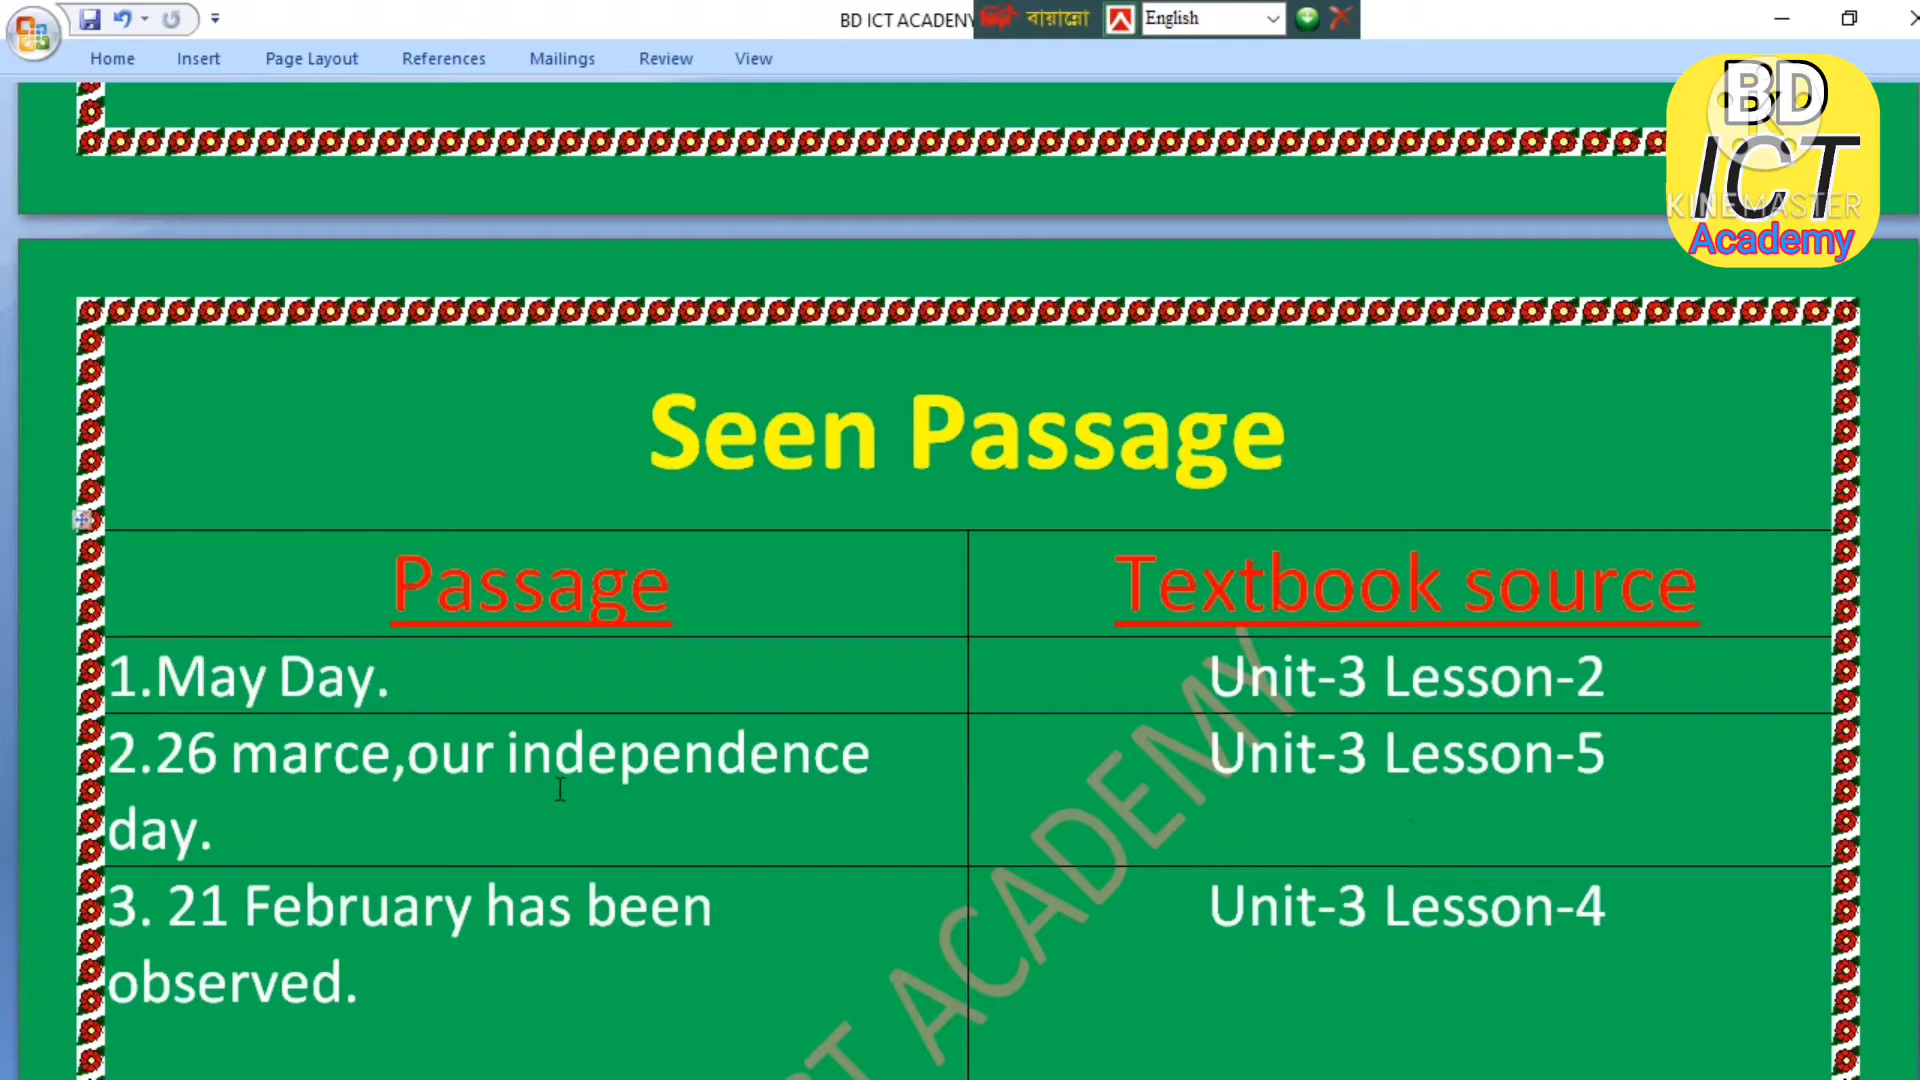 BD ICT ACADEMY
বায়ান্নো
English
Home Insert Page Layout References Mailings Review View
BD
ICT
KINEMASTER
Academy
Seen Passage
Passage Textbook source
1.May Day. Unit-3 Lesson-2
2.26 marce,our independence Unit-3 Lesson-5
day.
3. 21 February has been Unit-3 Lesson-4
observed.
ICT ACADEMY